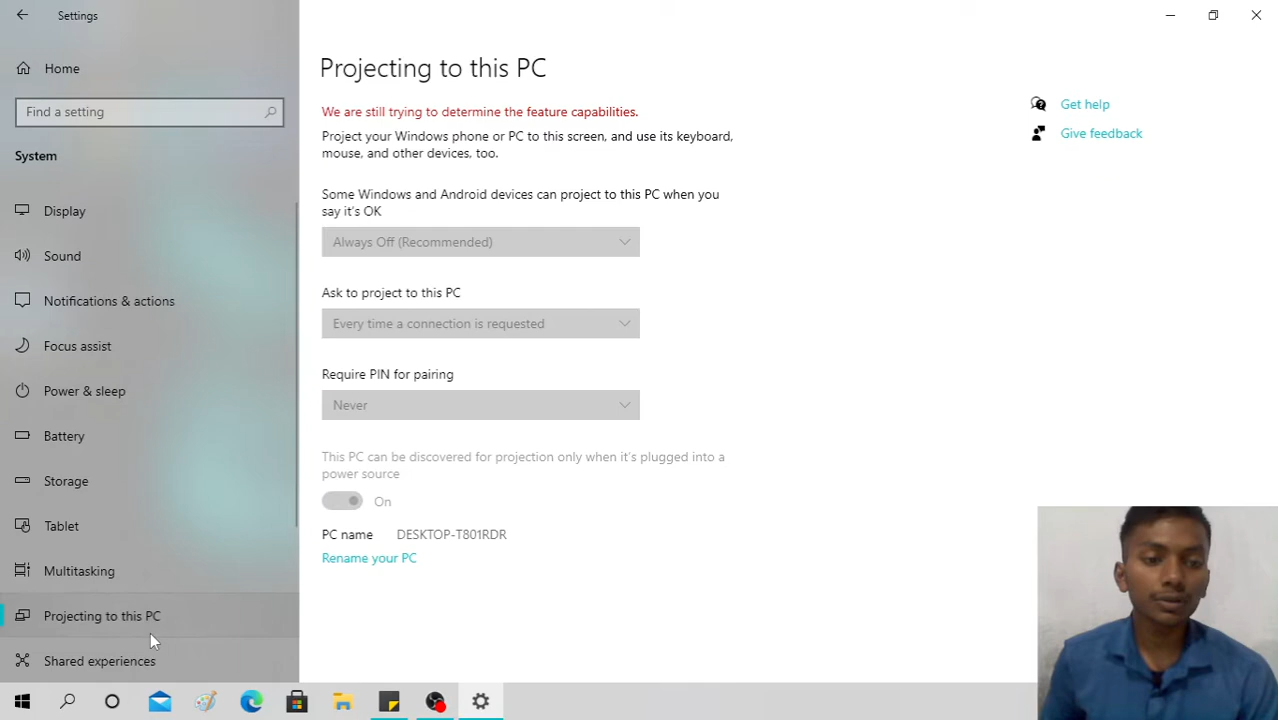 Settings
Home
Find a setting
System
Display
Sound
Notifications & actions
Focus assist
Power & sleep
Battery
Storage
Tablet
Multitasking
Projecting to this PC
Shared experiences
Projecting to this PC
We are still trying to determine the feature capabilities.
Project your Windows phone or PC to this screen, and use its keyboard,
mouse, and other devices, too.
Some Windows and Android devices can project to this PC when you
say it's OK
Always Off (Recommended)
Ask to project to this PC
Every time a connection is requested
Require PIN for pairing
Never
This PC can be discovered for projection only when it's plugged into a
power source
On
PC name DESKTOP-T801RDR
Rename your PC
Get help
Give feedback